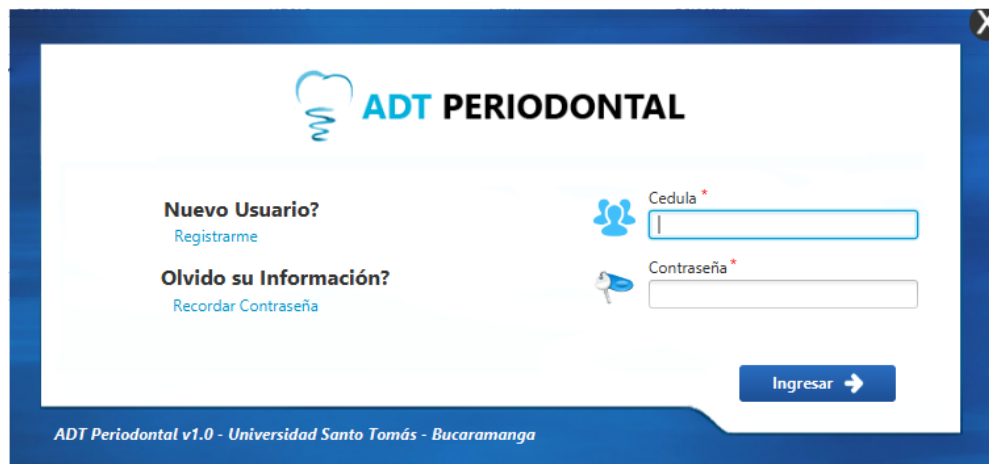 X
ADT PERIODONTAL
Nuevo Usuario?
Registrarme
Olvido su Información?
Recordar Contraseña
Cedula *
Contraseña *
Ingresar
ADT Periodontal v1.0 - Universidad Santo Tomás - Bucaramanga